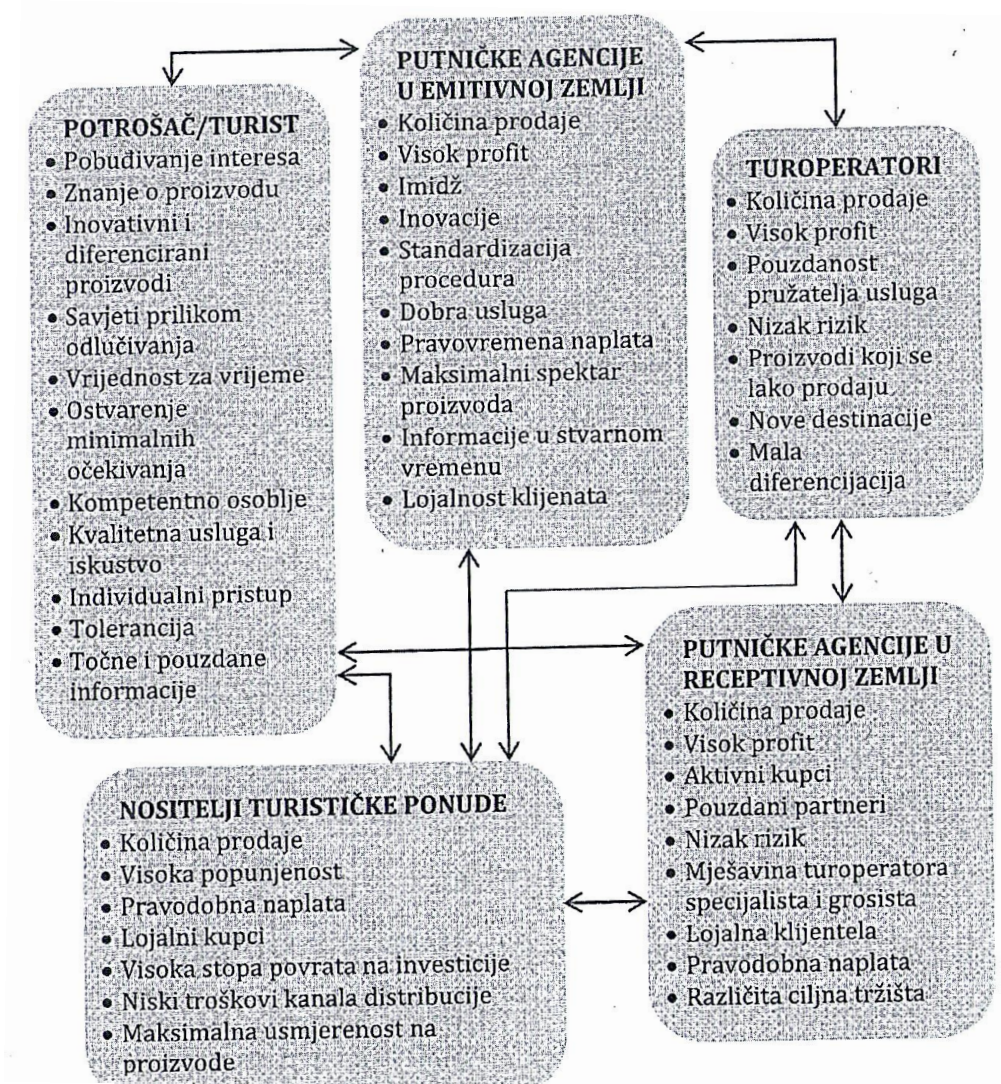 PUTNIČKE AGENCIJE
U EMITIVNOJ ZEMLJI
• Količina prodaje
• Visok profit
• Imidž
• Inovacije
• Standardizacija
procedura
• Dobra usluga
• Pravovremena naplata
• Maksimalni spektar
proizvoda
• Informacije u stvarnom
vremenu
• Lojalnost klijenata
POTROŠAČ/TURIST
• Pobuđivanje interesa
• Znanje o proizvodu
• Inovativni i
diferencirani
proizvodi
• Savjeti prilikom
odlučivanja
• Vrijednost za vrijeme
• Ostvarenje
minimalnih
očekivanja
• Kompetentno osoblje
• Kvalitetna usluga i
iskustvo
• Individualni pristup
• Tolerancija
• Točne i pouzdane
informacije
TUROPERATORI
• Količina prodaje
• Visok profit
• Pouzdanost
pružatelja usluga
• Nizak rizik
• Proizvodi koji se
lako prodaju
• Nove destinacije
• Mala
diferencijacija
PUTNIČKE AGENCIJE U
RECEPTIVNOJ ZEMLJI
• Količina prodaje
• Visok profit
• Aktivni kupci
• Pouzdani partneri
• Nizak rizik
• Mješavina turoperatora
specijalista i grosista
• Lojalna klijentela
• Pravodobna naplata
• Različita ciljna tržišta
NOSITELJI TURISTIČKE PONUDE
• Količina prodaje
• Visoka popunjenost
• Pravodobna naplata
• Lojalni kupci
• Visoka stopa povrata na investicije
• Niski troškovi kanala distribucije
• Maksimalna usmjerenost na
proizvode